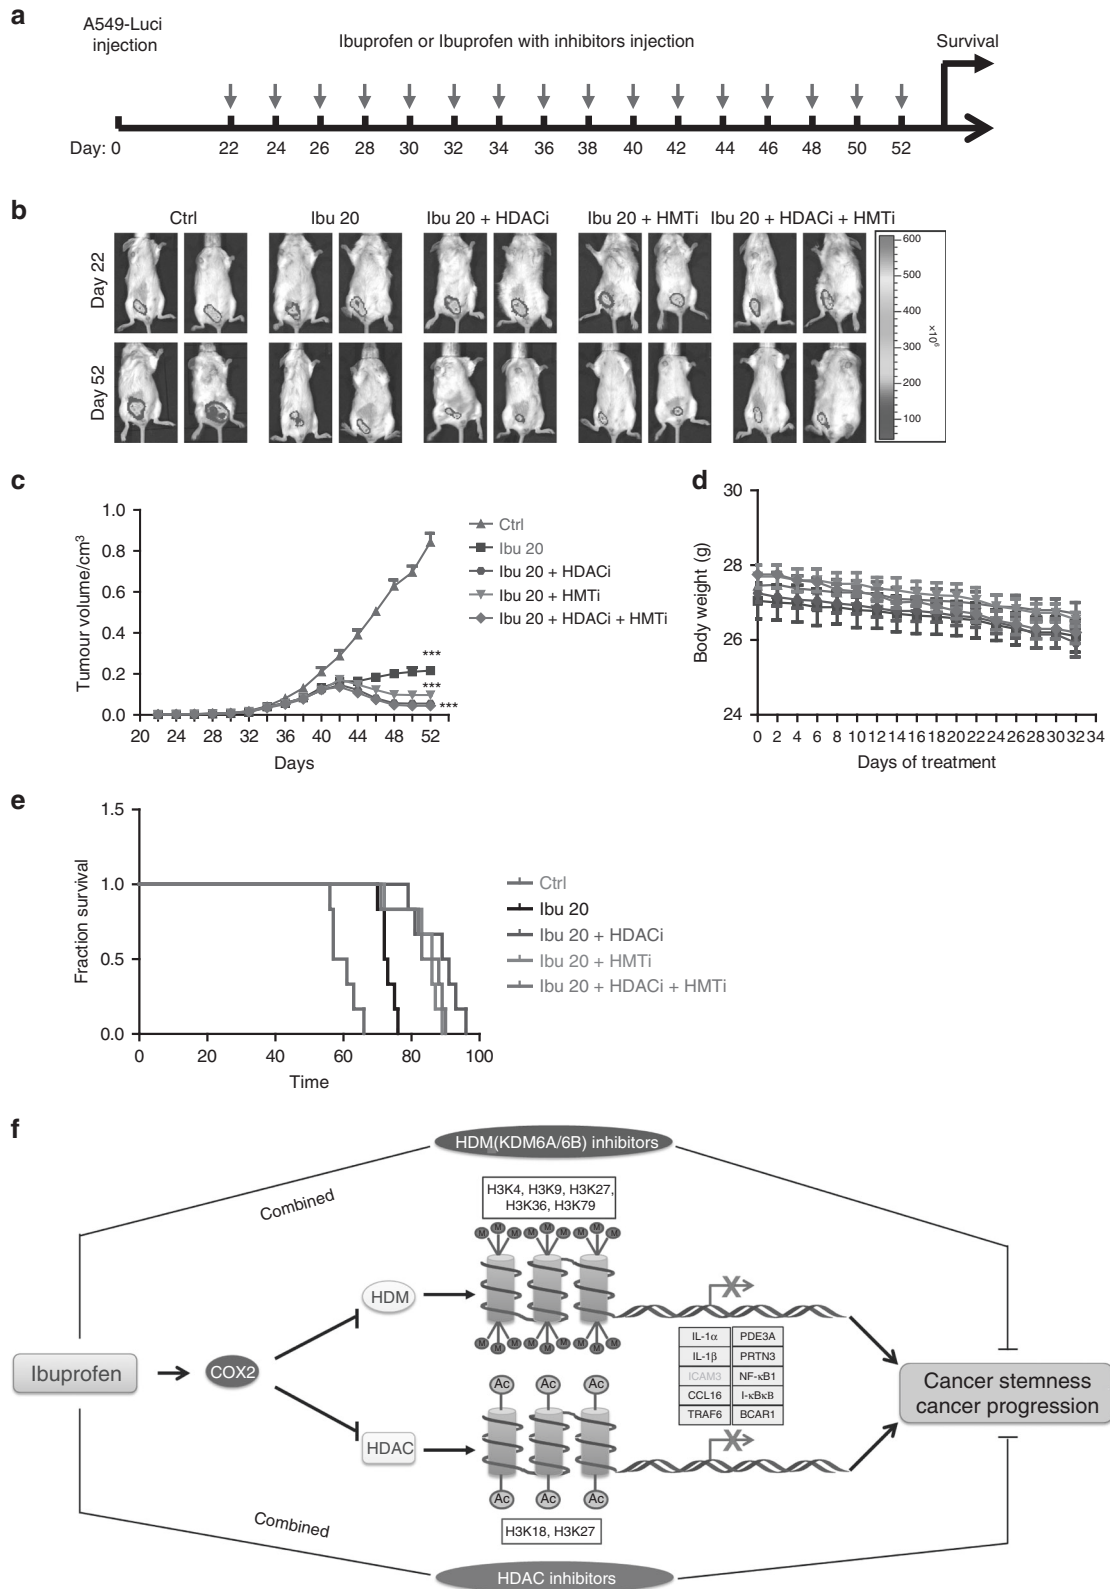 a
A549-Luci
injection
Ibuprofen or Ibuprofen with inhibitors injection
Survival
Day: 0 22 24 26 28 30 32 34 36 38 40 42 44 46 48 50 52
b
Ctrl Ibu 20 Ibu 20 + HDACi Ibu 20 + HMTi Ibu 20 + HDACi + HMTi
Day 22
Day 52
600
500
400
300
200
100
×10⁶
c
Tumour volume/cm³
1.0
0.8
0.6
0.4
0.2
0.0
20 24 28 32 36 40 44 48 52
Days
Ctrl
Ibu 20
Ibu 20 + HDACi
Ibu 20 + HMTi
Ibu 20 + HDACi + HMTi
***
***
***
d
Body weight (g)
30
28
26
24
0 2 4 6 8 10 12 14 16 18 20 22 24 26 28 30 32 34
Days of treatment
e
Fraction survival
1.5
1.0
0.5
0.0
0 20 40 60 80 100
Time
Ctrl
Ibu 20
Ibu 20 + HDACi
Ibu 20 + HMTi
Ibu 20 + HDACi + HMTi
f
HDM(KDM6A/6B) inhibitors
Combined
H3K4, H3K9, H3K27,
H3K36, H3K79
M M M M M M M M M
HDM
X
M M M M M M M M M
Ibuprofen
COX2
IL-1α PDE3A
IL-1β PRTN3
ICAM3 NF-κB1
CCL16 I-κBκB
TRAF6 BCAR1
Cancer stemness
cancer progression
Ac Ac Ac
HDAC
X
Ac Ac Ac
H3K18, H3K27
Combined
HDAC inhibitors